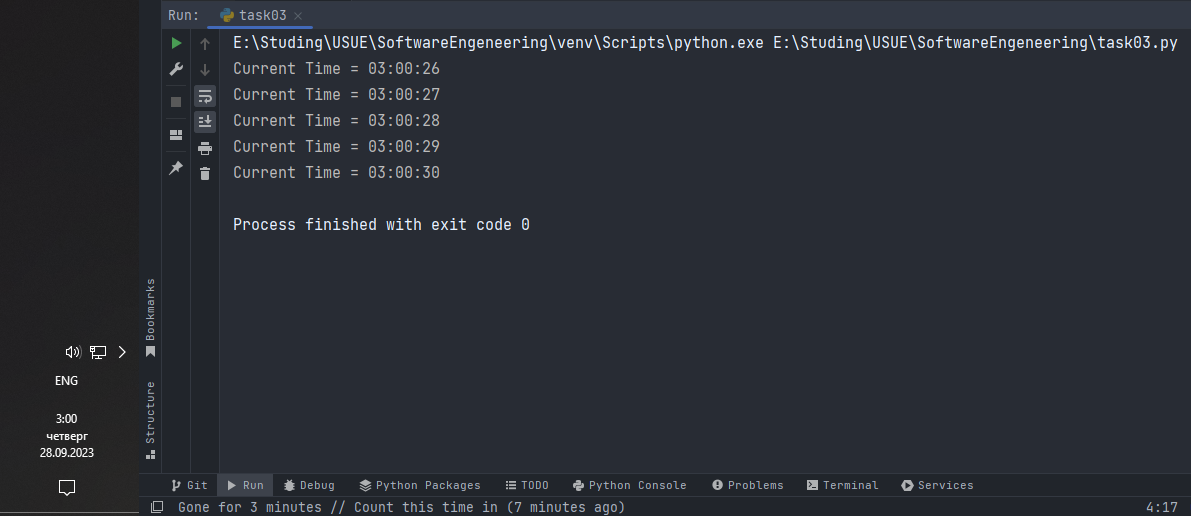 Run: task03
E:\Studing\USUE\SoftwareEngeneering\venv\Scripts\python.exe E:\Studing\USUE\SoftwareEngeneering\task03.py
Current Time = 03:00:26
Current Time = 03:00:27
Current Time = 03:00:28
Current Time = 03:00:29
Current Time = 03:00:30
Process finished with exit code 0
Bookmarks
Structure
ENG
3:00
четверг
28.09.2023
Git Run Debug Python Packages TODO Python Console Problems Terminal Services
Gone for 3 minutes // Count this time in (7 minutes ago) 4:17